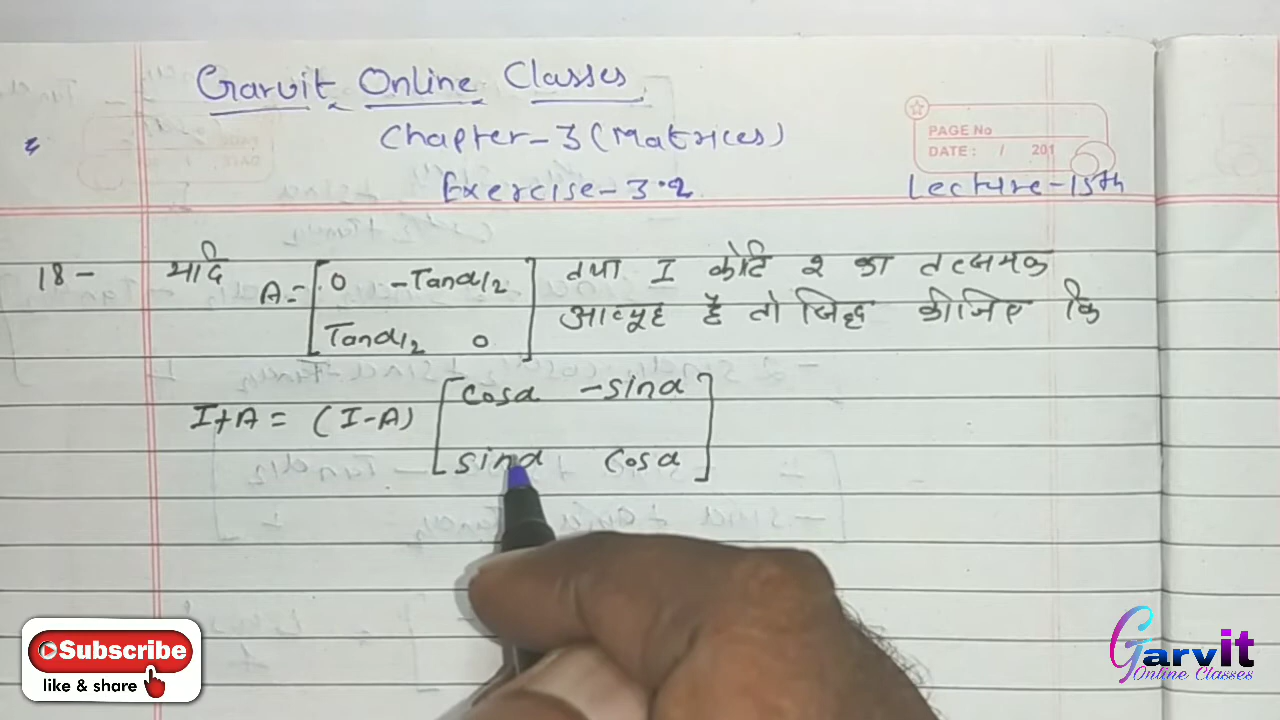 Garvit Online Classes
Chapter-3 (Matrices)
PAGE No
DATE : / 201
Exercise-3.2
Lecture-15th
18- यदि A = [0 -Tanα/2 तथा I कोटि २ का तत्समक
Tanα/2 0] आव्यूह है तो सिद्ध कीजिए कि
I+A = (I-A) [cosα -sinα
sinα cosα]
Subscribe
like & share
Garvit
Online Classes